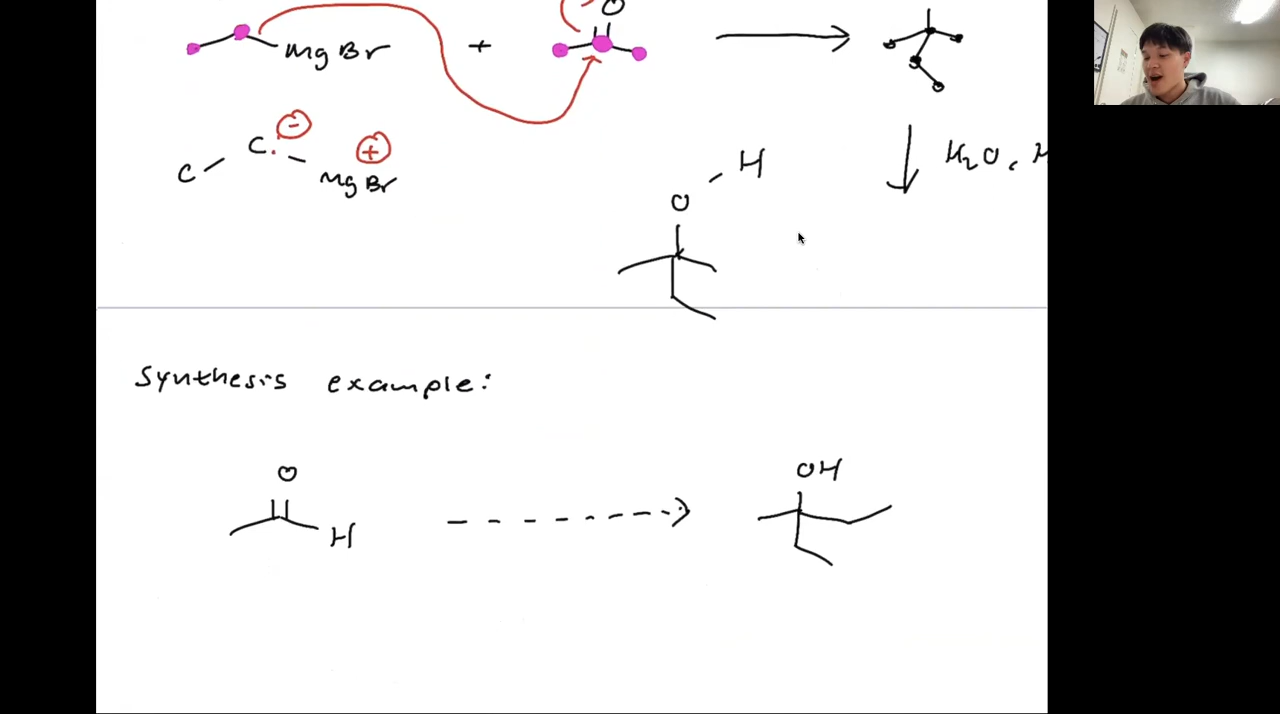 O
MgBr + 
C C. - +
MgBr
H
O
H2O,
Synthesis example:
O
H
OH